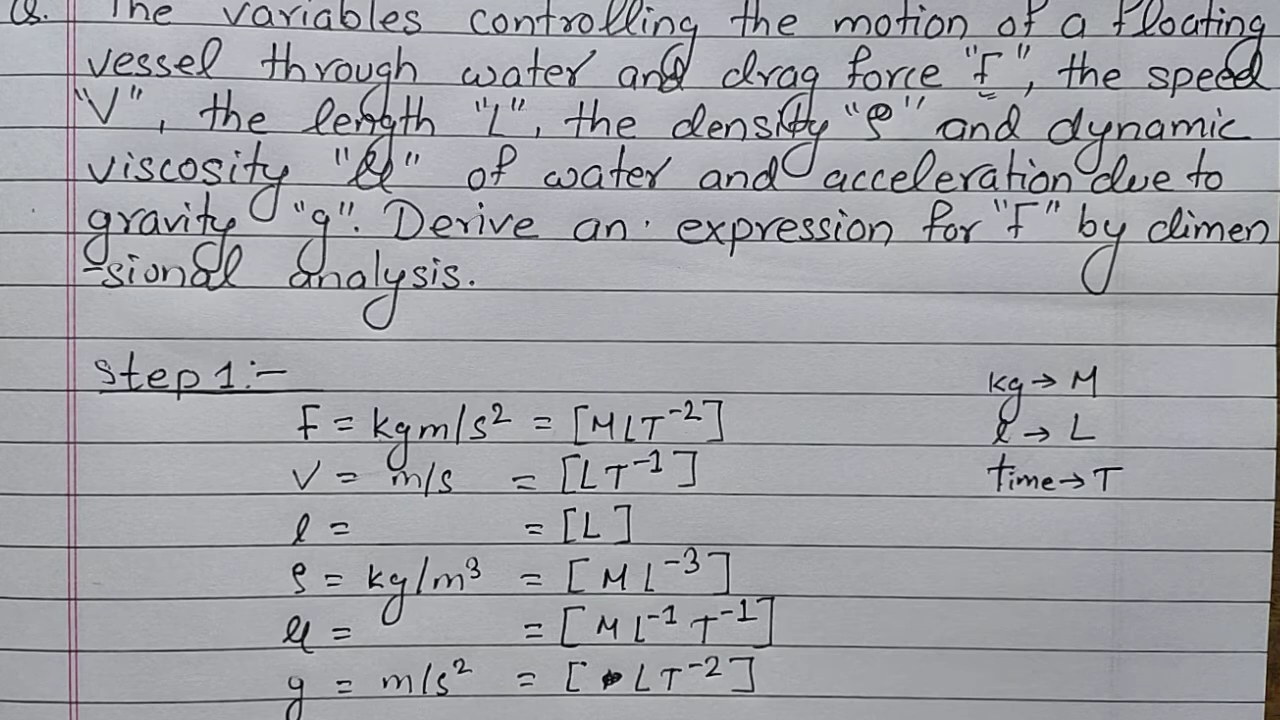 Q. The variables controlling the motion of a floating
vessel through water and drag force "F", the speed
"V", the length "L", the density "ρ" and dynamic
viscosity "μ" of water and acceleration due to
gravity "g". Derive an expression for "F" by dimen
-sional analysis.
Step 1:-
kg → M
F = kgm/s² = [MLT⁻²]
l → L
V = m/s = [LT⁻¹]
time → T
l = = [L]
ρ = kg/m³ = [ML⁻³]
μ = = [ML⁻¹T⁻¹]
g = m/s² = [LT⁻²]